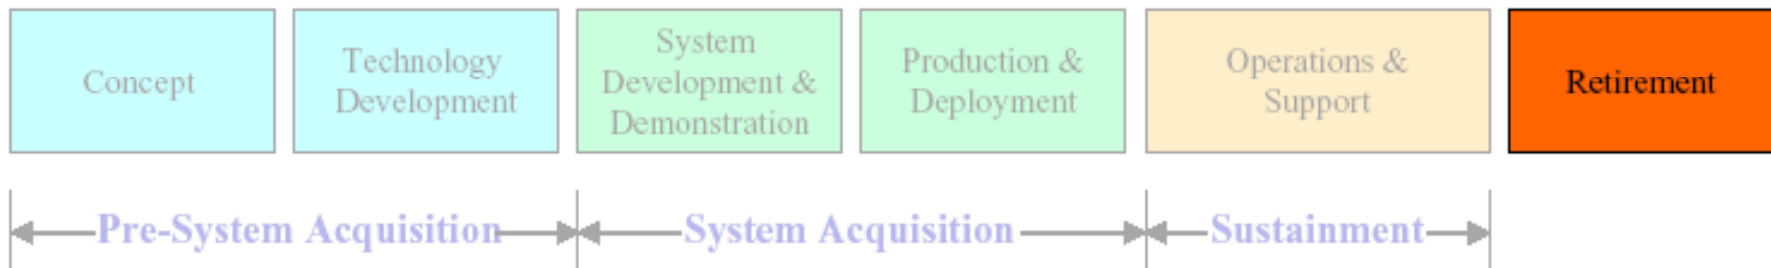 Concept
Technology
Development
System
Development &
Demonstration
Production &
Deployment
Operations &
Support
Retirement
Pre-System Acquisition
System Acquisition
Sustainment